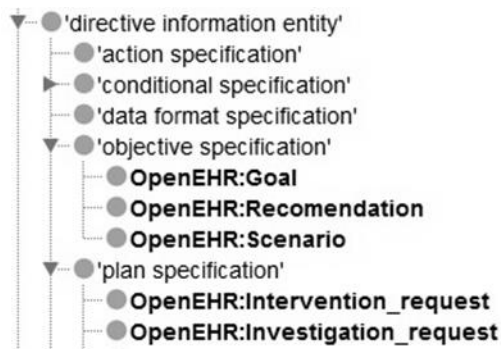 'directive information entity'
'action specification'
'conditional specification'
'data format specification'
'objective specification'
OpenEHR:Goal
OpenEHR:Recomendation
OpenEHR:Scenario
'plan specification'
OpenEHR:Intervention_request
OpenEHR:Investigation_request